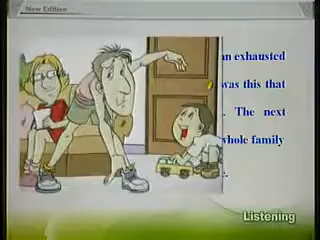 New Edition
an exhausted
was this that
. The next
whole family
Listening